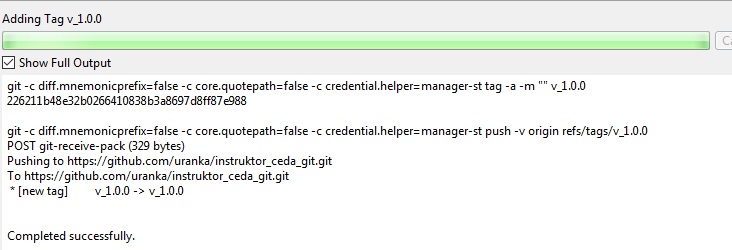 Adding Tag v_1.0.0
Ca
Show Full Output
git -c diff.mnemonicprefix=false -c core.quotepath=false -c credential.helper=manager-st tag -a -m "" v_1.0.0
226211b48e32b0266410838b3a8697d8ff87e988
git -c diff.mnemonicprefix=false -c core.quotepath=false -c credential.helper=manager-st push -v origin refs/tags/v_1.0.0
POST git-receive-pack (329 bytes)
Pushing to https://github.com/uranka/instruktor_ceda_git.git
To https://github.com/uranka/instruktor_ceda_git.git
* [new tag] v_1.0.0 -> v_1.0.0
Completed successfully.